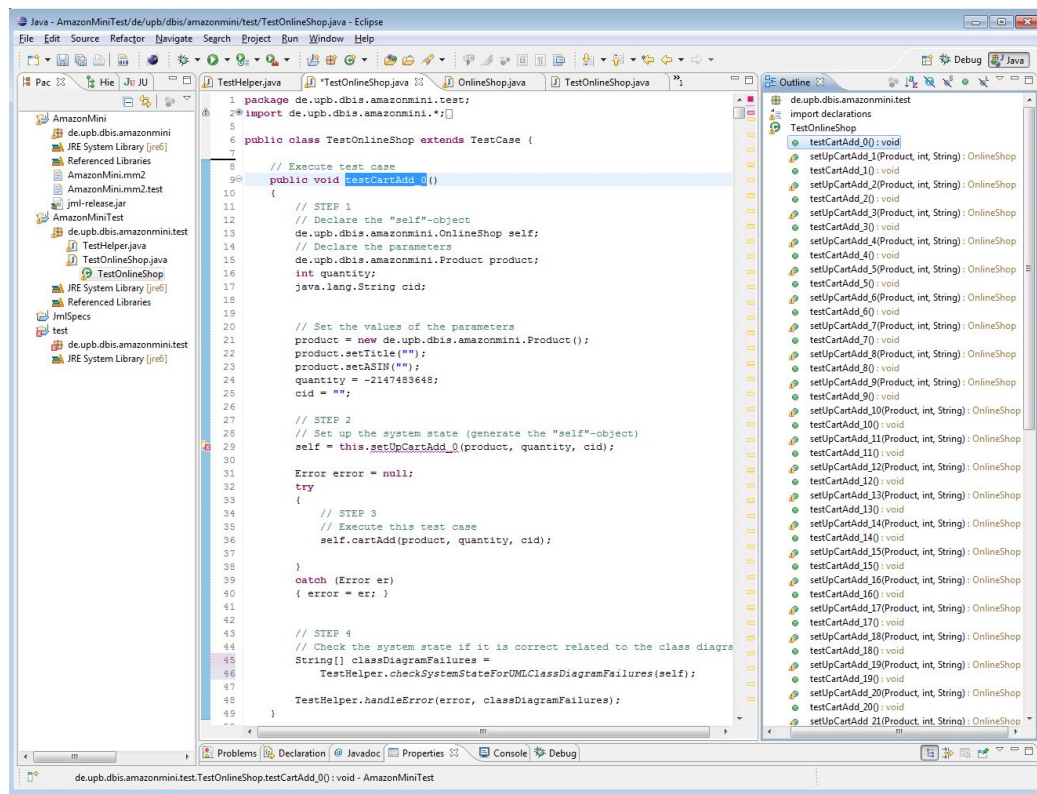 Java - AmazonMiniTest/de/upb/dbis/amazonmini/test/TestOnlineShop.java - Eclipse
File Edit Source Refactor Navigate Search Project Run Window Help
Debug Java
Pac Hie Ju JU
AmazonMini
de.upb.dbis.amazonmini
JRE System Library [jre6]
Referenced Libraries
AmazonMini.mm2
AmazonMini.mm2.test
jml-release.jar
AmazonMiniTest
de.upb.dbis.amazonmini.test
TestHelper.java
TestOnlineShop.java
TestOnlineShop
JRE System Library [jre6]
Referenced Libraries
JmlSpecs
test
de.upb.dbis.amazonmini.test
JRE System Library [jre6]
TestHelper.java *TestOnlineShop.java OnlineShop.java TestOnlineShop.java »1
1 package de.upb.dbis.amazonmini.test;
2 import de.upb.dbis.amazonmini.*;
5
6 public class TestOnlineShop extends TestCase {
7
8 // Execute test case
9 public void testCartAdd_0()
10 {
11 // STEP 1
12 // Declare the "self"-object
13 de.upb.dbis.amazonmini.OnlineShop self;
14 // Declare the parameters
15 de.upb.dbis.amazonmini.Product product;
16 int quantity;
17 java.lang.String cid;
18
19
20 // Set the values of the parameters
21 product = new de.upb.dbis.amazonmini.Product();
22 product.setTitle("");
23 product.setASIN("");
24 quantity = -2147483648;
25 cid = "";
26
27 // STEP 2
28 // Set up the system state (generate the "self"-object)
29 self = this.setUpCartAdd_0(product, quantity, cid);
30
31 Error error = null;
32 try
33 {
34 // STEP 3
35 // Execute this test case
36 self.cartAdd(product, quantity, cid);
37
38 }
39 catch (Error er)
40 { error = er; }
41
42
43 // STEP 4
44 // Check the system state if it is correct related to the class diagra
45 String[] classDiagramFailures =
46 TestHelper.checkSystemStateForUMLClassDiagramFailures(self);
47
48 TestHelper.handleError(error, classDiagramFailures);
49 }
Outline
de.upb.dbis.amazonmini.test
import declarations
TestOnlineShop
testCartAdd_0() : void
setUpCartAdd_1(Product, int, String) : OnlineShop
testCartAdd_1() : void
setUpCartAdd_2(Product, int, String) : OnlineShop
testCartAdd_2() : void
setUpCartAdd_3(Product, int, String) : OnlineShop
testCartAdd_3() : void
setUpCartAdd_4(Product, int, String) : OnlineShop
testCartAdd_4() : void
setUpCartAdd_5(Product, int, String) : OnlineShop
testCartAdd_5() : void
setUpCartAdd_6(Product, int, String) : OnlineShop
testCartAdd_6() : void
setUpCartAdd_7(Product, int, String) : OnlineShop
testCartAdd_7() : void
setUpCartAdd_8(Product, int, String) : OnlineShop
testCartAdd_8() : void
setUpCartAdd_9(Product, int, String) : OnlineShop
testCartAdd_9() : void
setUpCartAdd_10(Product, int, String) : OnlineShop
testCartAdd_10() : void
setUpCartAdd_11(Product, int, String) : OnlineShop
testCartAdd_11() : void
setUpCartAdd_12(Product, int, String) : OnlineShop
testCartAdd_12() : void
setUpCartAdd_13(Product, int, String) : OnlineShop
testCartAdd_13() : void
setUpCartAdd_14(Product, int, String) : OnlineShop
testCartAdd_14() : void
setUpCartAdd_15(Product, int, String) : OnlineShop
testCartAdd_15() : void
setUpCartAdd_16(Product, int, String) : OnlineShop
testCartAdd_16() : void
setUpCartAdd_17(Product, int, String) : OnlineShop
testCartAdd_17() : void
setUpCartAdd_18(Product, int, String) : OnlineShop
testCartAdd_18() : void
setUpCartAdd_19(Product, int, String) : OnlineShop
testCartAdd_19() : void
setUpCartAdd_20(Product, int, String) : OnlineShop
testCartAdd_20() : void
setUpCartAdd_21(Product, int, String) : OnlineShop
Problems Declaration Javadoc Properties Console Debug
de.upb.dbis.amazonmini.test.TestOnlineShop.testCartAdd_0() : void - AmazonMiniTest